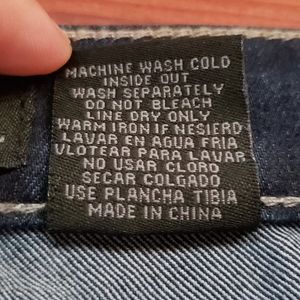 MACHINE WASH COLD
INSIDE OUT
WASH SEPARATELY
DO NOT BLEACH
LINE DRY ONLY
WARM IRON IF NESIERD
LAVAR EN AGUA FRIA
VLOTEAR PARA LAVAR
NO USAR CLORO
SECAR COLGADO
USE PLANCHA TIBIA
MADE IN CHINA